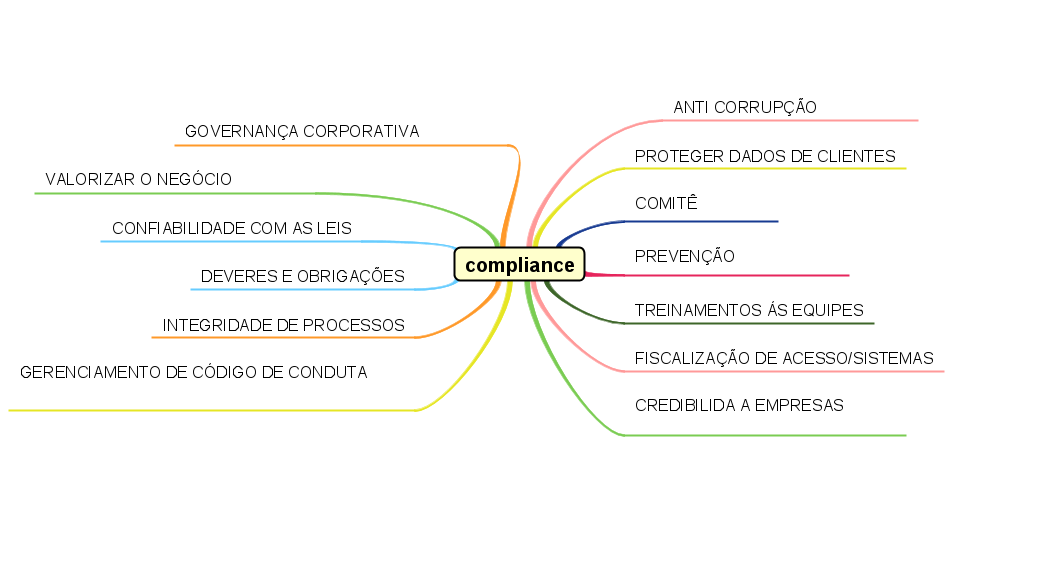 ANTI CORRUPÇÃO
GOVERNANÇA CORPORATIVA
PROTEGER DADOS DE CLIENTES
VALORIZAR O NEGÓCIO
COMITÊ
CONFIABILIDADE COM AS LEIS
PREVENÇÃO
compliance
DEVERES E OBRIGAÇÕES
TREINAMENTOS ÁS EQUIPES
INTEGRIDADE DE PROCESSOS
FISCALIZAÇÃO DE ACESSO/SISTEMAS
GERENCIAMENTO DE CÓDIGO DE CONDUTA
CREDIBILIDA A EMPRESAS